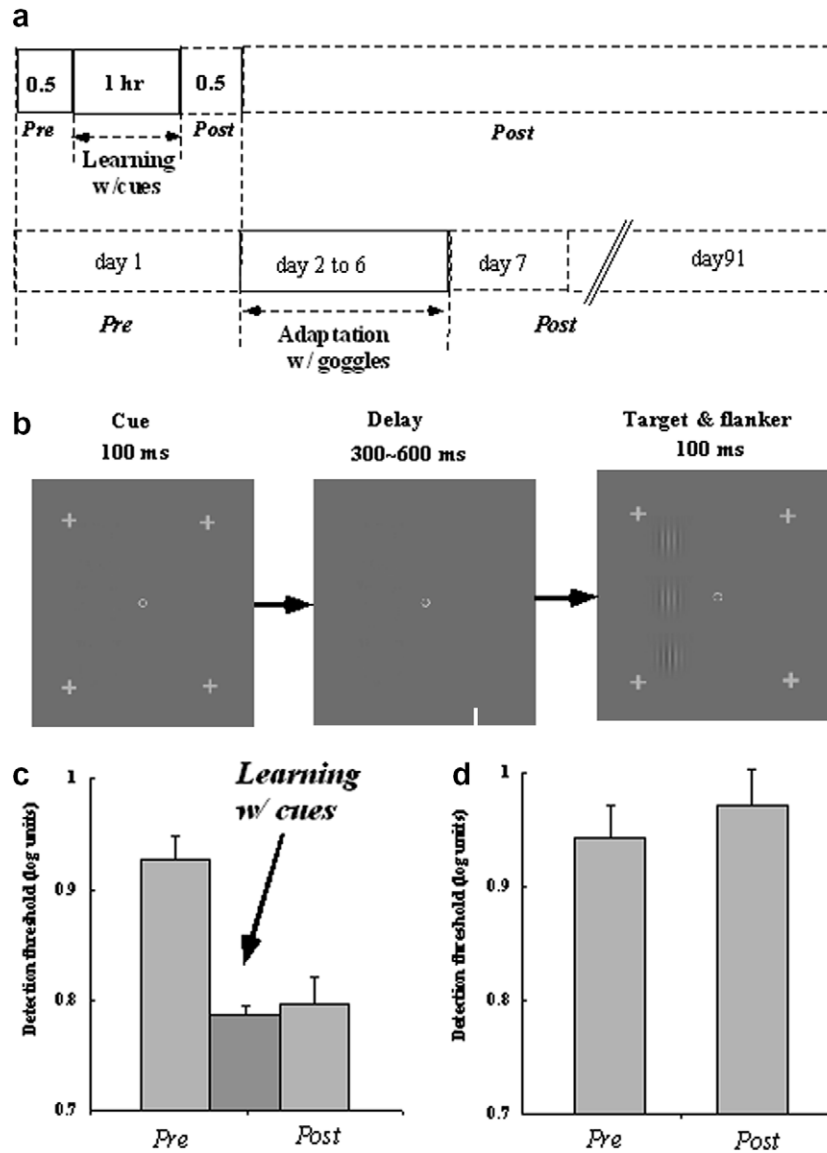 a
0.5 1 hr 0.5
Pre Post Post
Learning
w/cues
day 1 day 2 to 6 day 7 day91
Pre Post
Adaptation
w/ goggles
b
Cue Delay Target & flanker
100 ms 300~600 ms 100 ms
c
Learning
w/ cues
Detection threshold (log units)
1
0.9
0.8
0.7
Pre Post
d
Detection threshold (log units)
1
0.9
0.8
0.7
Pre Post